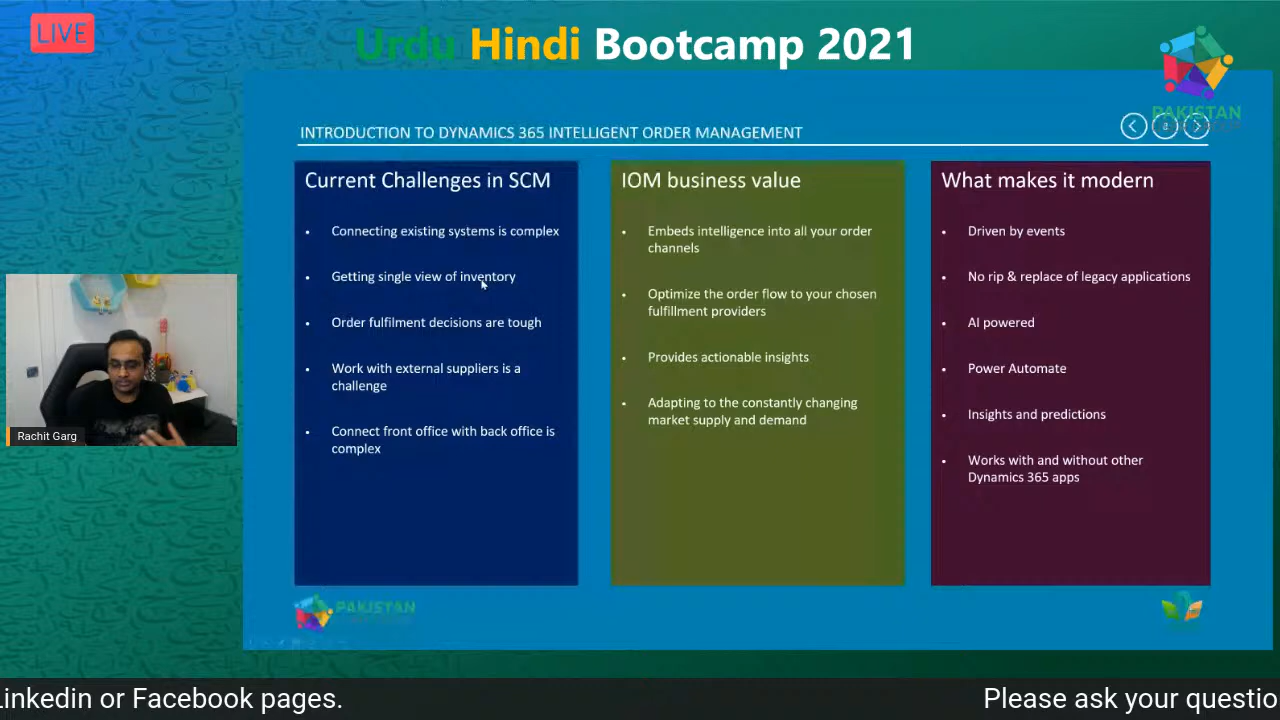 LIVE
Urdu Hindi Bootcamp 2021
PAKISTAN
INTRODUCTION TO DYNAMICS 365 INTELLIGENT ORDER MANAGEMENT
Current Challenges in SCM
Connecting existing systems is complex
Getting single view of inventory
Order fulfilment decisions are tough
Work with external suppliers is a
challenge
Connect front office with back office is
complex
IOM business value
Embeds intelligence into all your order
channels
Optimize the order flow to your chosen
fulfillment providers
Provides actionable insights
Adapting to the constantly changing
market supply and demand
What makes it modern
Driven by events
No rip & replace of legacy applications
AI powered
Power Automate
Insights and predictions
Works with and without other
Dynamics 365 apps
Rachit Garg
PAKISTAN
Linkedin or Facebook pages.
Please ask your questio